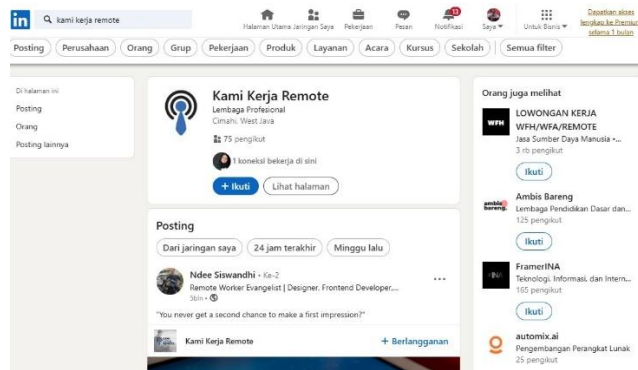 in
kami kerja remote
Halaman Utama
Jaringan Saya
Pekerjaan
Pesan
13
Notifikasi
Saya
Untuk Bisnis
Dapatkan akses
lengkap ke Premium
selama 1 bulan
Posting
Perusahaan
Orang
Grup
Pekerjaan
Produk
Layanan
Acara
Kursus
Sekolah
Semua filter
Di halaman ini
Posting
Orang
Posting lainnya
Kami Kerja Remote
Lembaga Profesional
Cimahi, West Java
75 pengikut
1 koneksi bekerja di sini
+ Ikuti
Lihat halaman
Posting
Dari jaringan saya
24 jam terakhir
Minggu lalu
Ndee Siswandhi • Ke-2
Remote Worker Evangelist | Designer. Frontend Developer,...
5bln •
"You never get a second chance to make a first impression?"
Kami Kerja Remote
+ Berlangganan
Orang juga melihat
WFH
LOWONGAN KERJA
WFH/WFA/REMOTE
Jasa Sumber Daya Manusia •...
3 rb pengikut
Ikuti
ambis
bareng.
Ambis Bareng
Lembaga Pendidikan Dasar dan...
125 pengikut
Ikuti
FramerINA
Teknologi, Informasi, dan Intern...
165 pengikut
Ikuti
automix.ai
Pengembangan Perangkat Lunak
25 pengikut